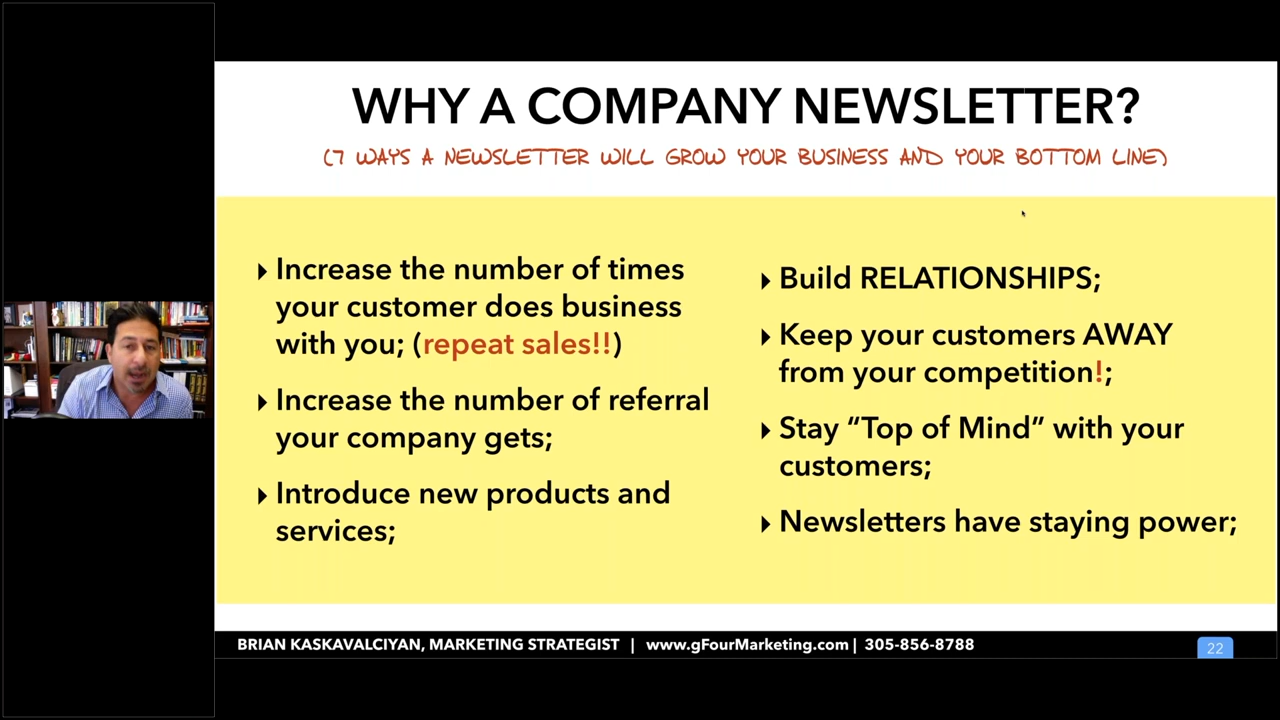 WHY A COMPANY NEWSLETTER?
(7 WAYS A NEWSLETTER WILL GROW YOUR BUSINESS AND YOUR BOTTOM LINE)
Increase the number of times
your customer does business
with you; (repeat sales!!)
Increase the number of referral
your company gets;
Introduce new products and
services;
Build RELATIONSHIPS;
Keep your customers AWAY
from your competition!;
Stay “Top of Mind” with your
customers;
Newsletters have staying power;
BRIAN KASKAVALCIYAN, MARKETING STRATEGIST | www.gFourMarketing.com | 305-856-8788
22